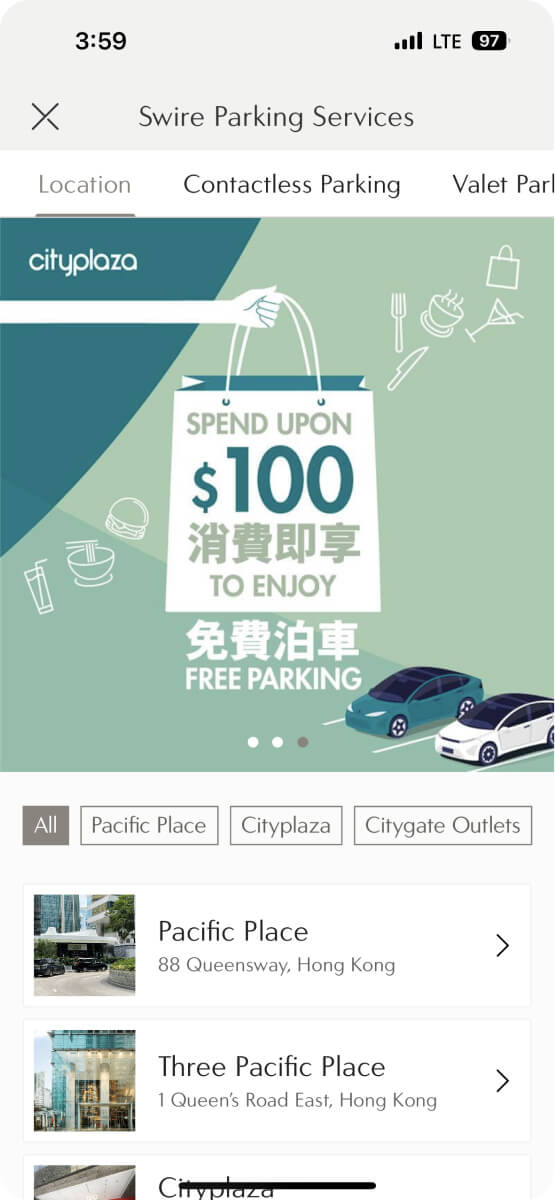 3:59
LTE
97
Swire Parking Services
Location
Contactless Parking
Valet Parl
cityplaza
SPEND UPON
$100
消費即享
TO ENJOY
免費泊車
FREE PARKING
All
Pacific Place
Cityplaza
Citygate Outlets
Pacific Place
88 Queensway, Hong Kong
Three Pacific Place
1 Queen's Road East, Hong Kong
Cityplaza